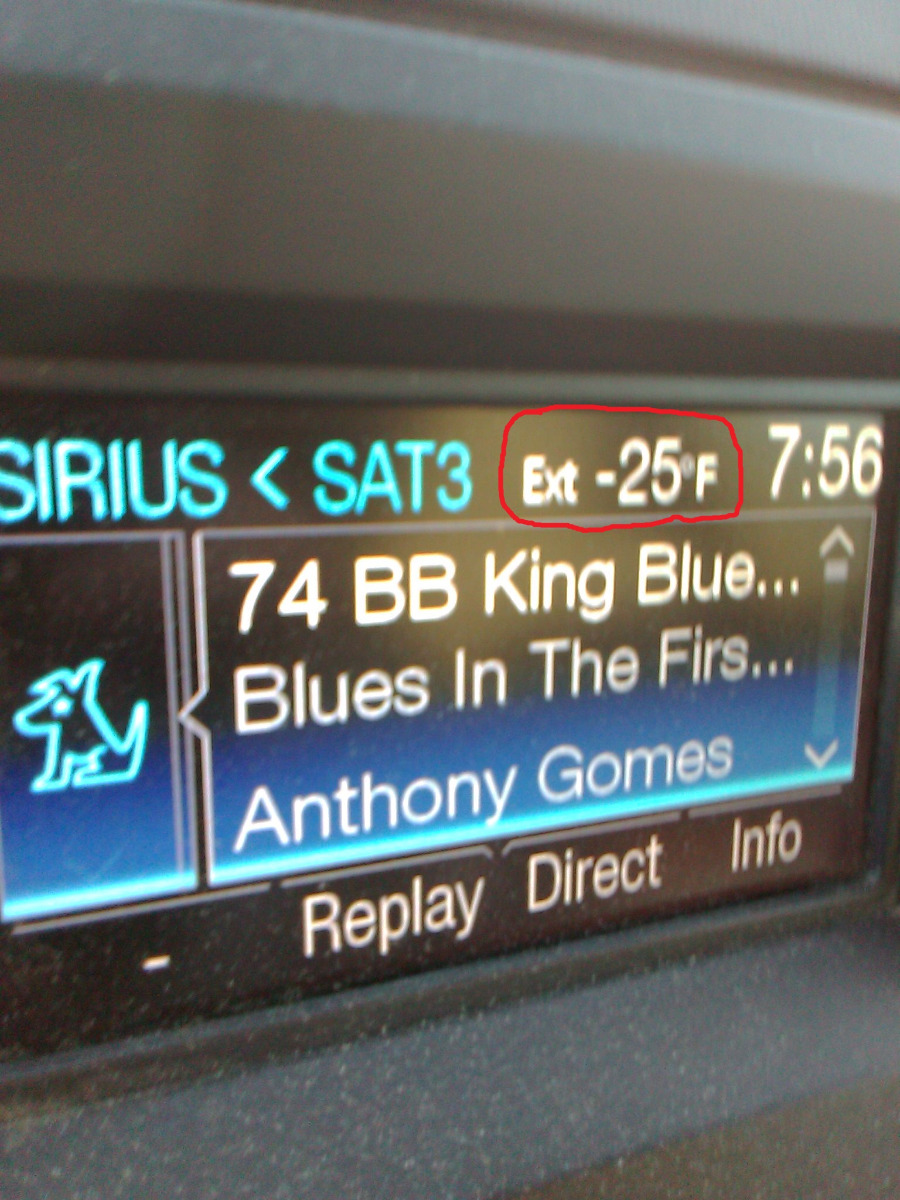 SIRIUS < SAT3 Ext -25°F 7:56
74 BB King Blue...
Blues In The Firs...
Anthony Gomes
- Replay Direct Info